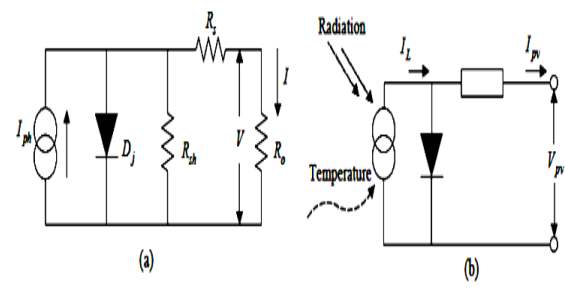 R_s
I
I_ph
D_j
R_sh
V
R_o
(a)
Radiation
I_L
I_pv
Temperature
V_pv
(b)